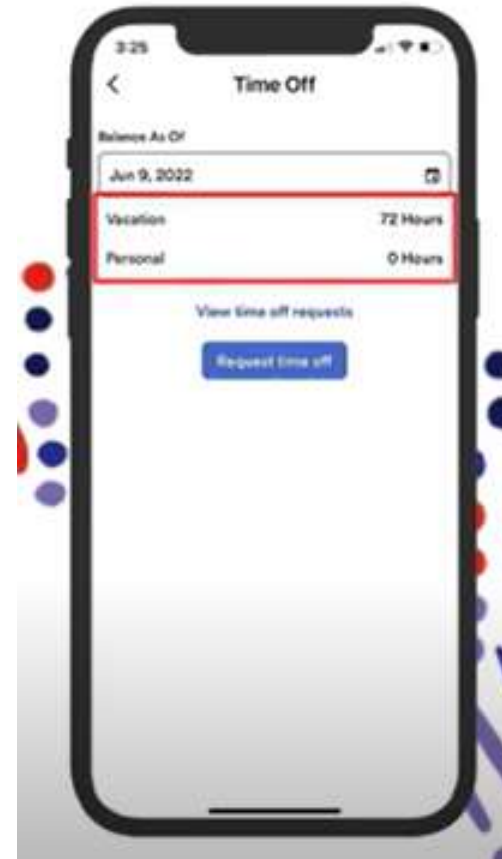 3:25
Time Off
Balance As Of
Jun 9, 2022
Vacation 72 Hours
Personal 0 Hours
View time off requests
Request time off